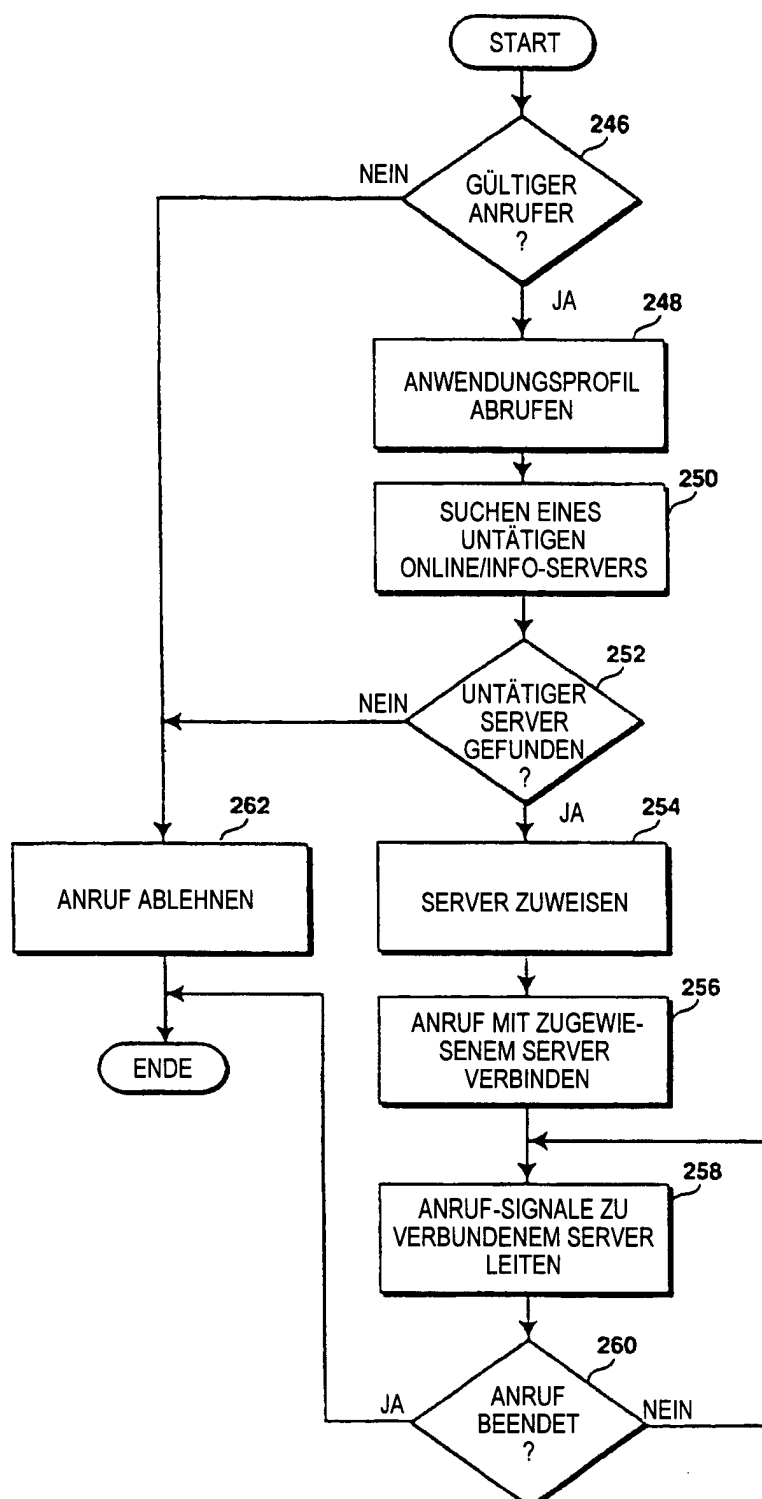 START
246
NEIN
GÜLTIGER
ANRUFER
?
JA
248
ANWENDUNGSPROFIL
ABRUFEN
250
SUCHEN EINES
UNTÄTIGEN
ONLINE/INFO-SERVERS
252
NEIN
UNTÄTIGER
SERVER
GEFUNDEN
?
JA
262
254
ANRUF ABLEHNEN
SERVER ZUWEISEN
256
ANRUF MIT ZUGEWIE-
SENEM SERVER
VERBINDEN
ENDE
258
ANRUF-SIGNALE ZU
VERBUNDENEM SERVER
LEITEN
260
JA
ANRUF
BEENDET
?
NEIN